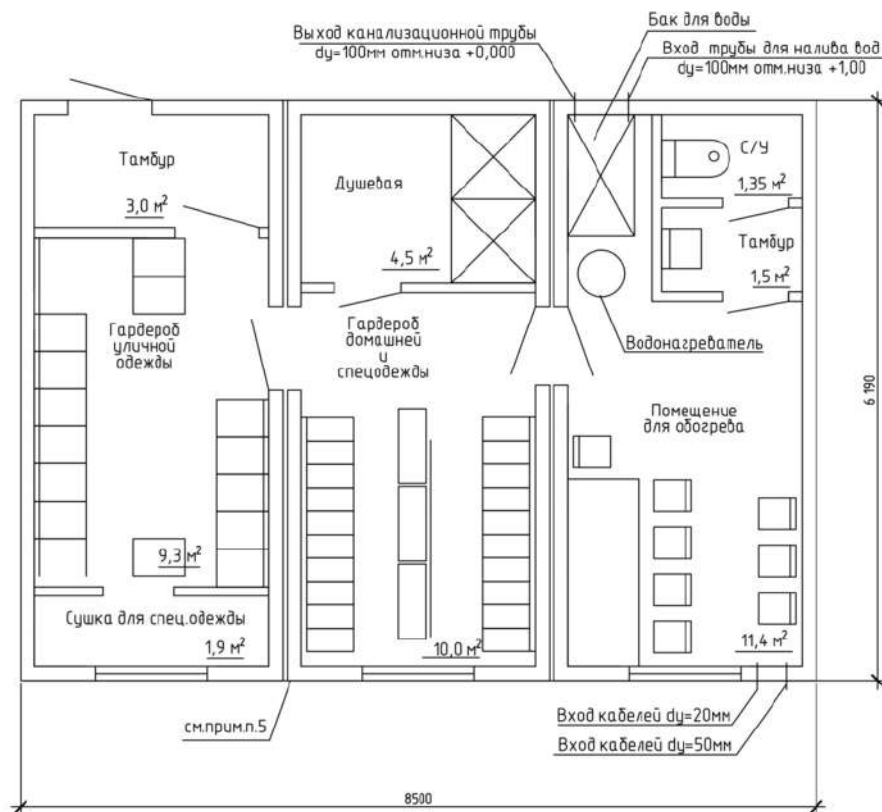 Выход канализационной трубы
dy=100мм отм.низа +0,000
Бак для воды
Вход трубы для налива вод
dy=100мм отм.низа +1,00
Тамбур
3,0 м²
Душевая
4,5 м²
С/У
1,35 м²
Тамбур
1,5 м²
Гардероб
уличной
одежды
Гардероб
домашней
и
спецодежды
Водонагреватель
Помещение
для обогрева
6 190
9,3 м²
Сушка для спец.одежды
1,9 м²
10,0 м²
11,4 м²
см.прим.п.5
Вход кабелей dy=20мм
Вход кабелей dy=50мм
8500